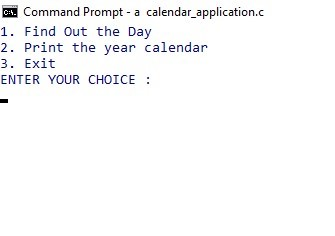 C:\. Command Prompt - a calendar_application.c
1. Find Out the Day
2. Print the year calendar
3. Exit
ENTER YOUR CHOICE :